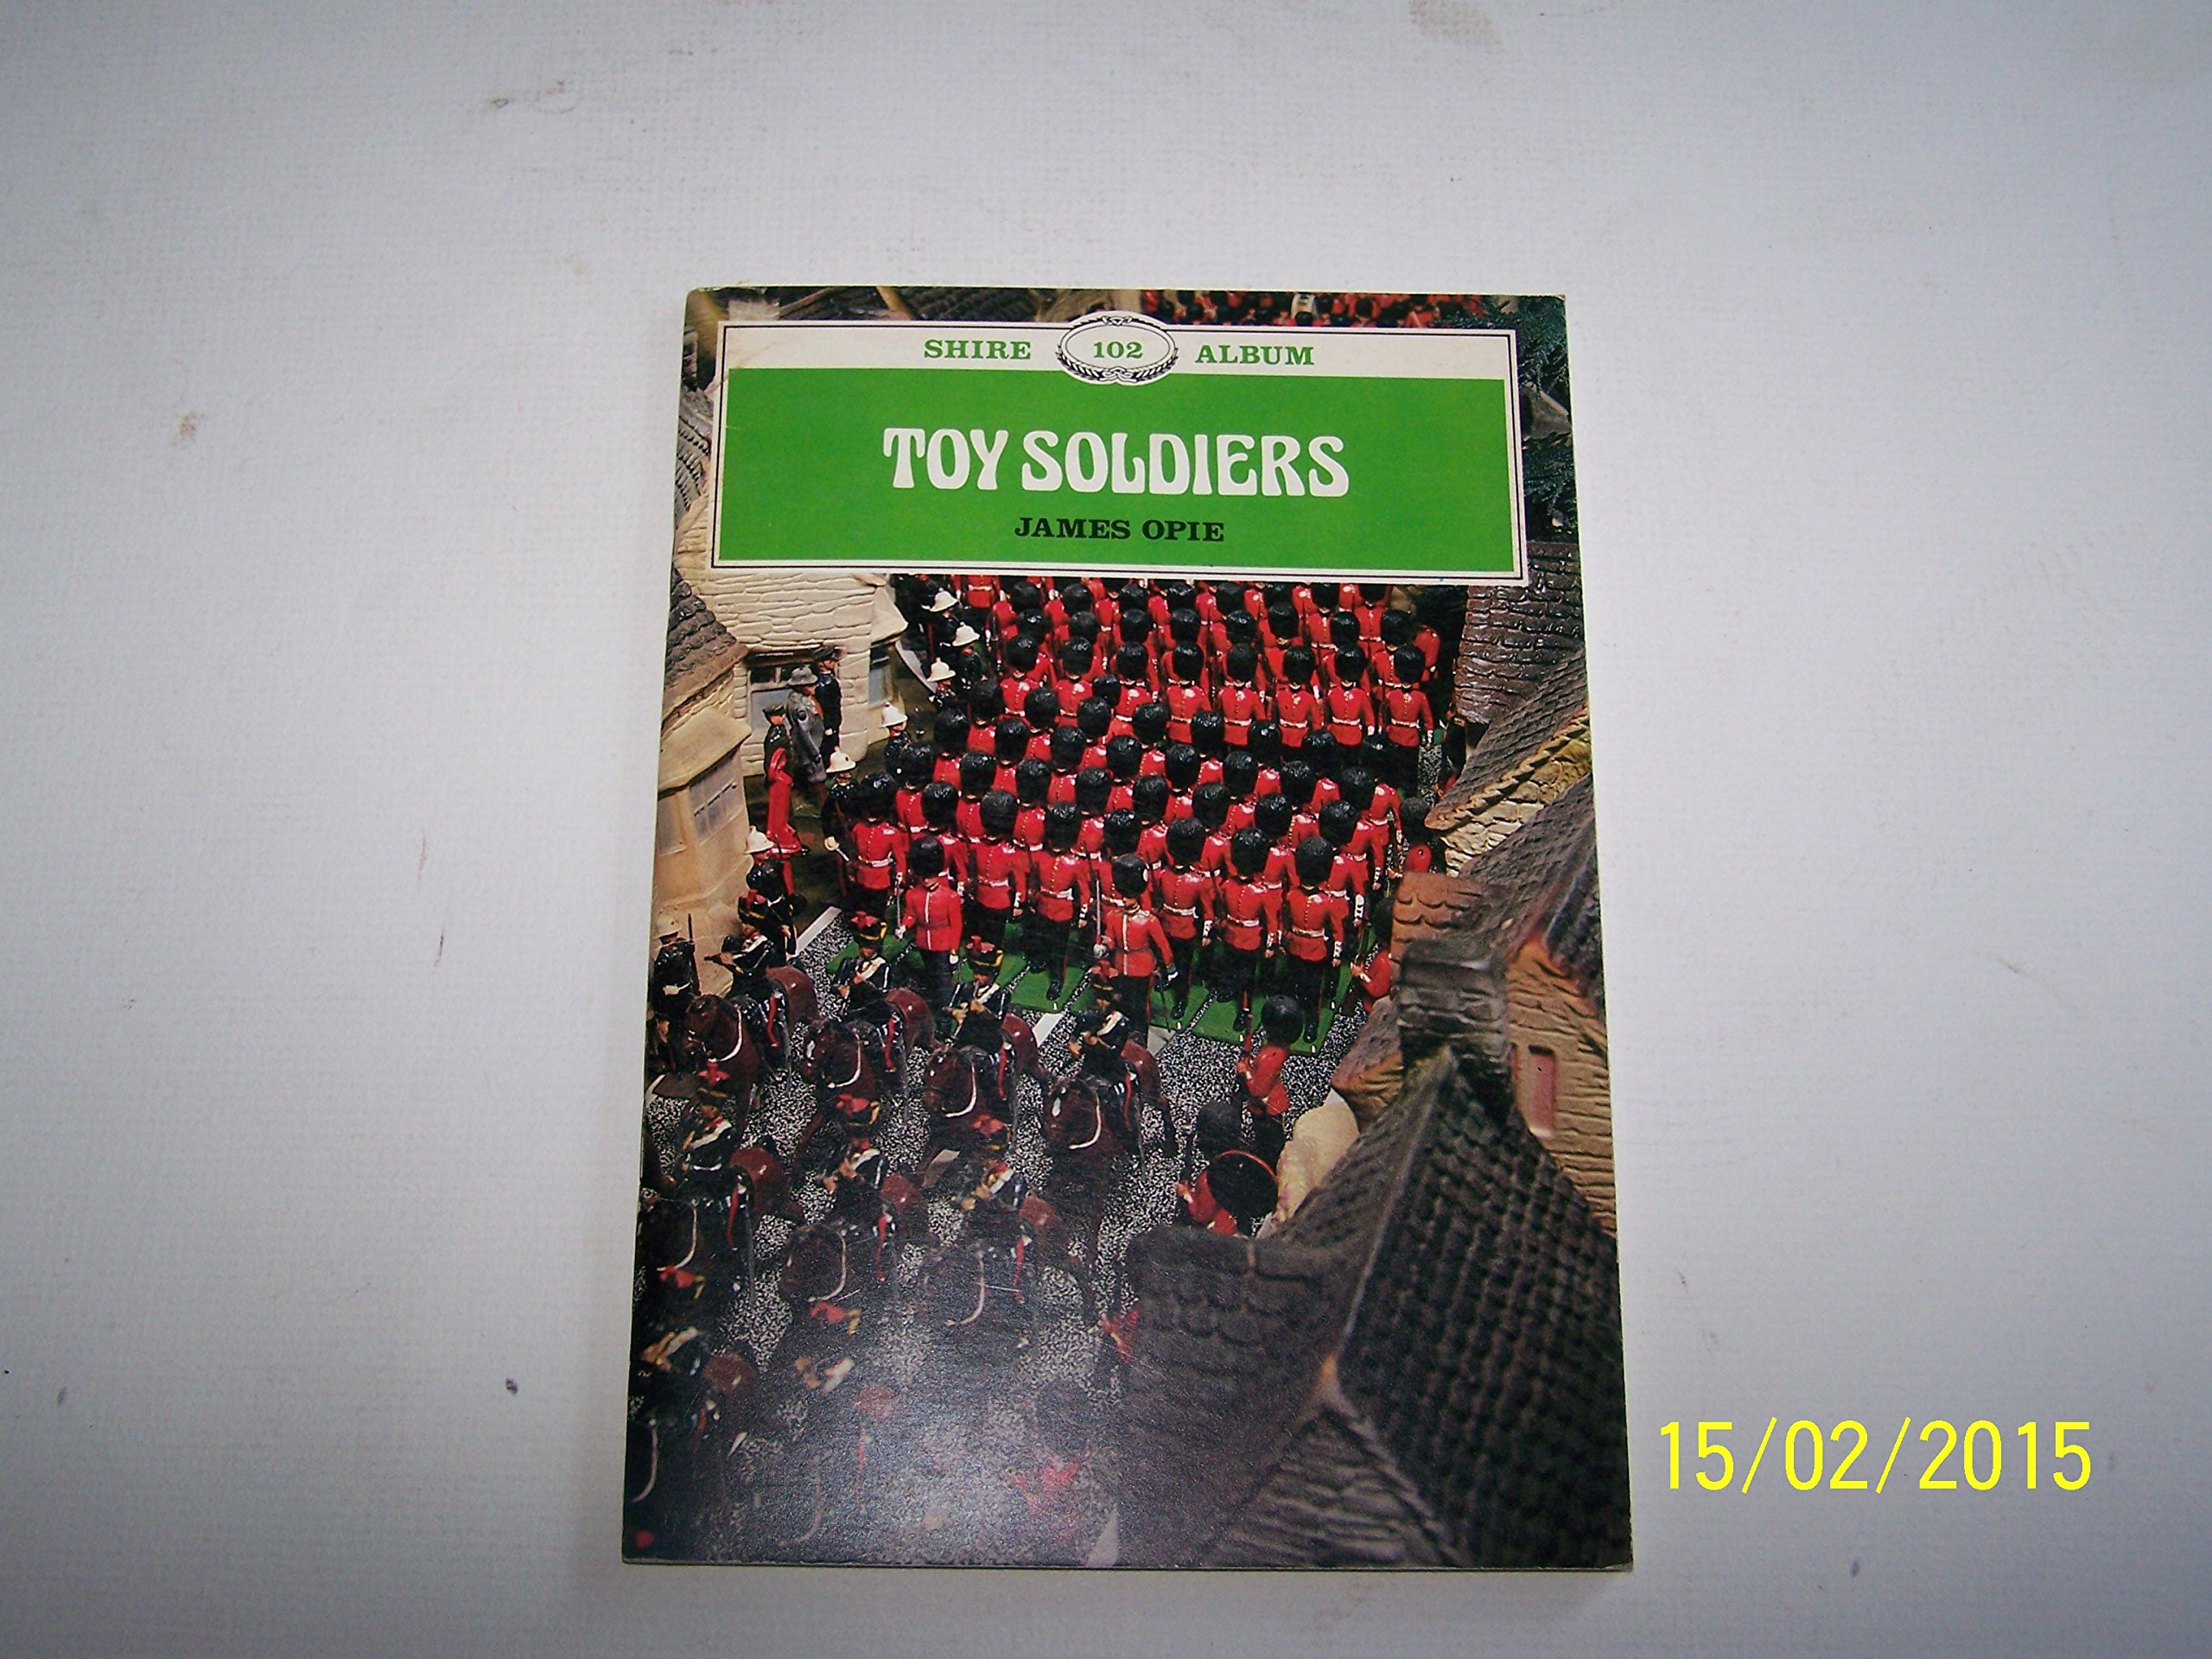 SHIRE 102 ALBUM
TOY SOLDIERS
JAMES OPIE
15/02/2015